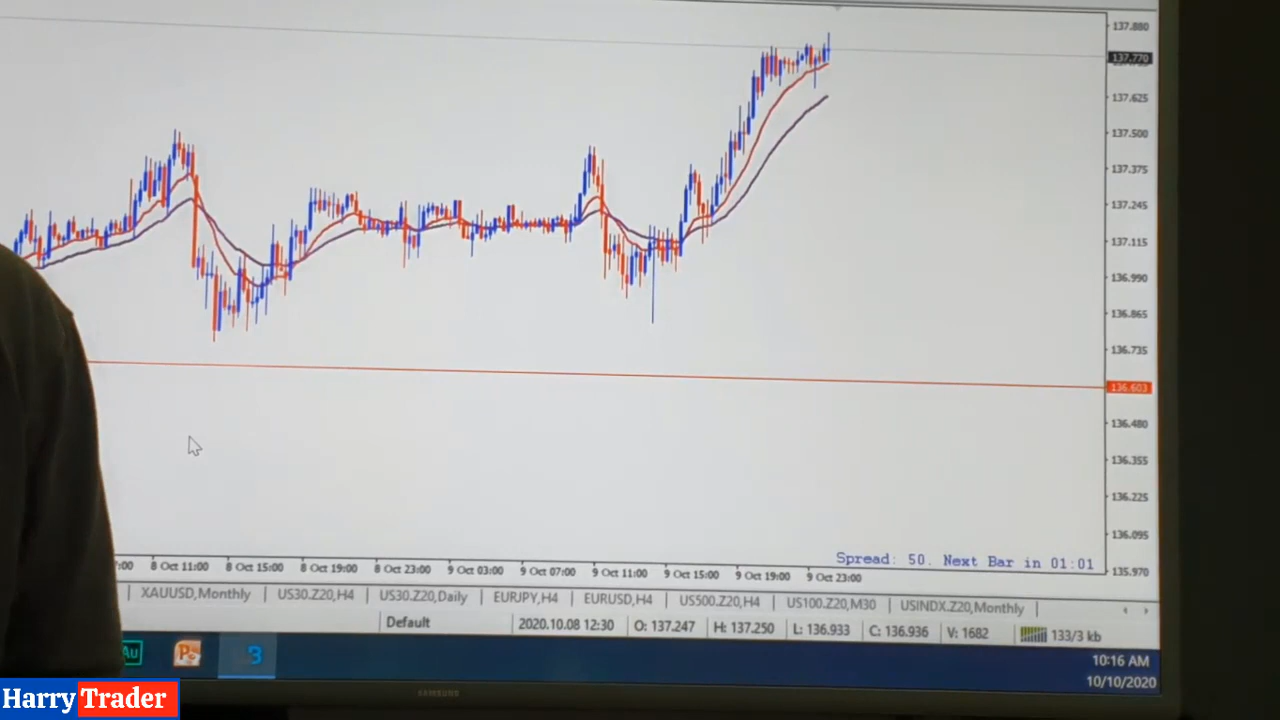 137.880
137.770
137.625
137.500
137.375
137.245
137.115
136.990
136.865
136.735
136.603
136.480
136.355
136.225
136.095
135.970
Spread: 50. Next Bar in 01:01
8 Oct 11:00 8 Oct 15:00 8 Oct 19:00 8 Oct 23:00 9 Oct 03:00 9 Oct 07:00 9 Oct 11:00 9 Oct 15:00 9 Oct 19:00 9 Oct 23:00
XAUUSD,Monthly | US30.Z20,H4 | US30.Z20,Daily | EURJPY,H4 | EURUSD,H4 | US500.Z20,H4 | US100.Z20,M30 | USINDX.Z20,Monthly
Default 2020.10.08 12:30 O: 137.247 H: 137.250 L: 136.933 C: 136.936 V: 1682 133/3 kb
Au 3 10:16 AM
10/10/2020
SAMSUNG
Harry Trader